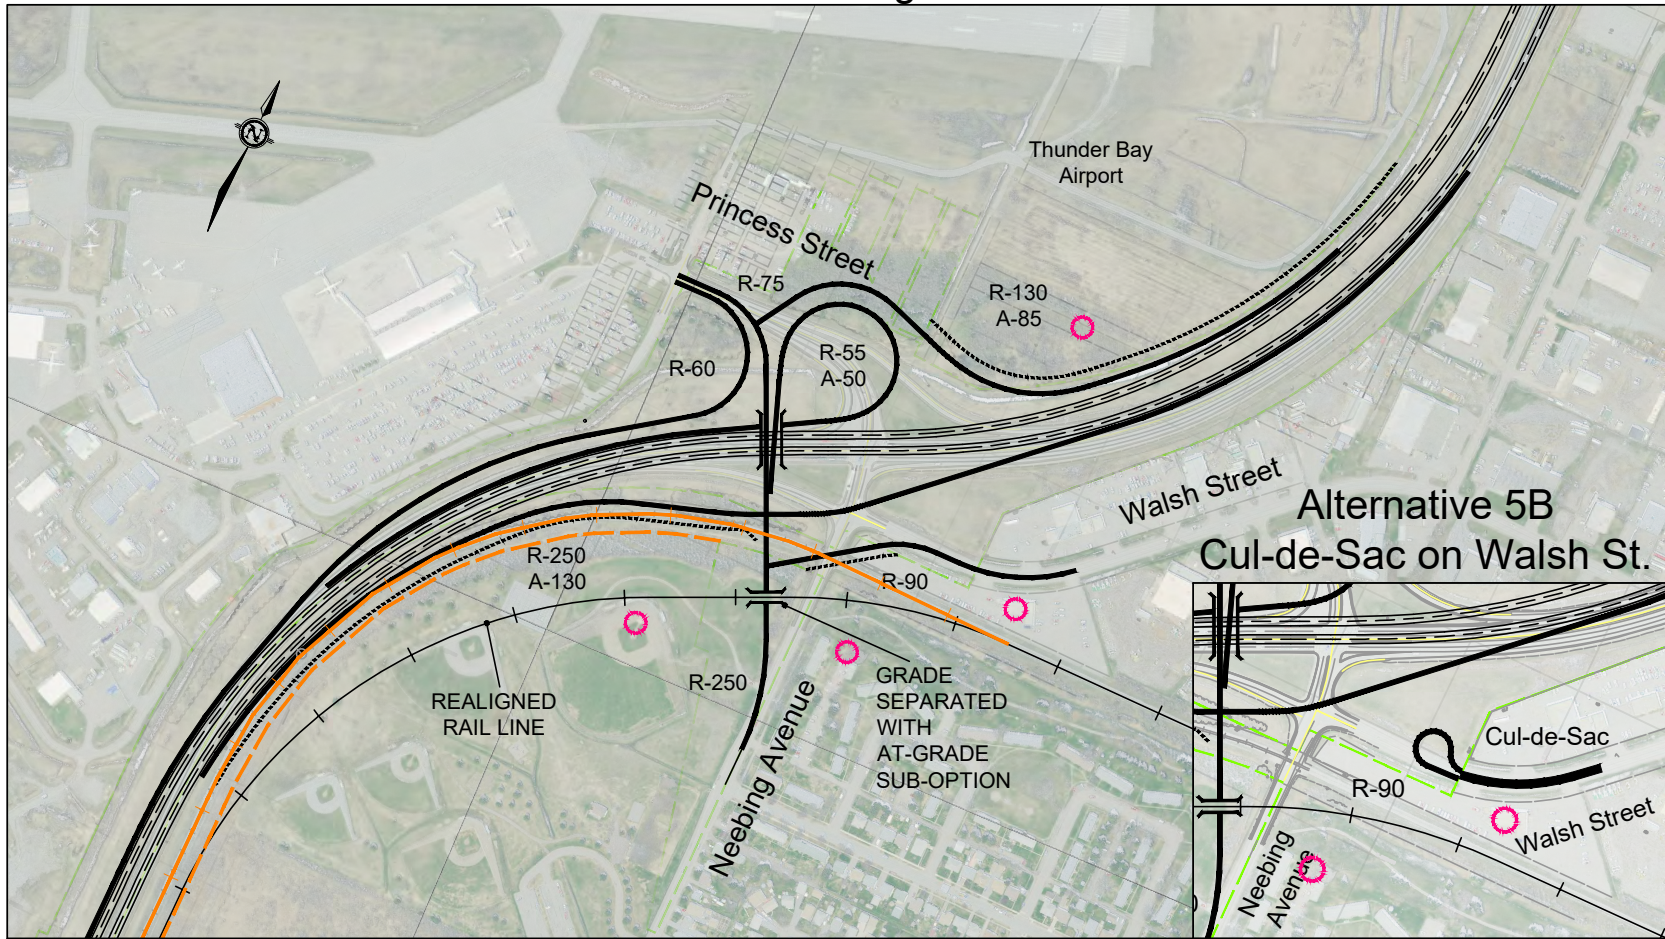 Thunder Bay
Airport
Princess Street
R-75
R-130
A-85
R-60
R-55
A-50
N
Walsh Street
Alternative 5B
Cul-de-Sac on Walsh St.
R-250
A-130
R-90
R-250
REALIGNED
RAIL LINE
GRADE
SEPARATED
WITH
AT-GRADE
SUB-OPTION
Neebing Avenue
Cul-de-Sac
R-90
Walsh Street
Neebing
Avenue